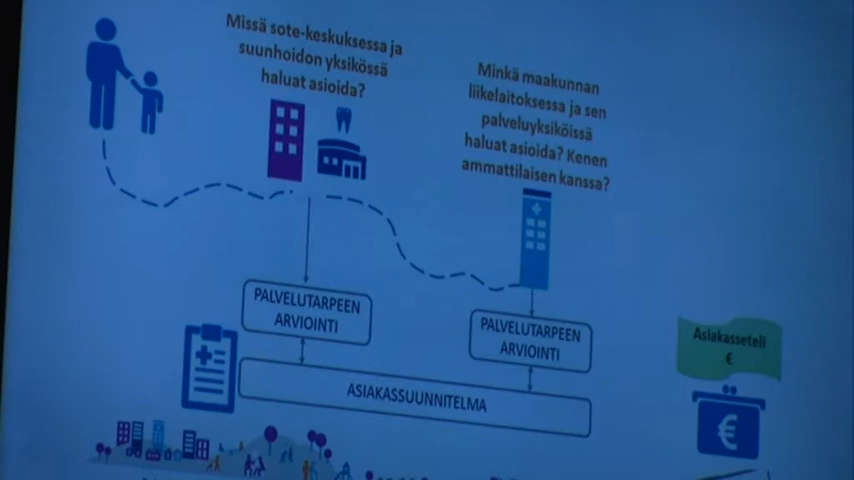 Missä sote-keskuksessa ja
suunhoidon yksikössä
haluat asioida?
Minkä maakunnan
liikelaitoksessa ja sen
palveluyksiköissä
haluat asioida? Kenen
ammattilaisen kanssa?
PALVELUTARPEEN
ARVIOINTI
PALVELUTARPEEN
ARVIOINTI
ASIAKASSUUNNITELMA
Asiakasseteli
€
€